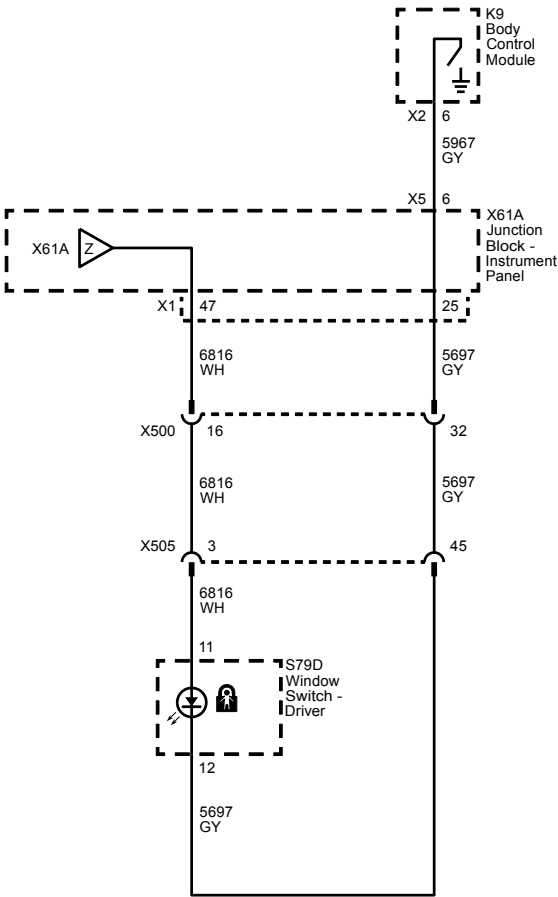 K9
Body
Control
Module
X2 6
5967
GY
X5 6
X61A
Junction
Block -
Instrument
Panel
X61A Z
X1 47 25
6816
WH
5697
GY
X500 16 32
6816
WH
5697
GY
X505 3 45
6816
WH
11
S79D
Window
Switch -
Driver
12
5697
GY